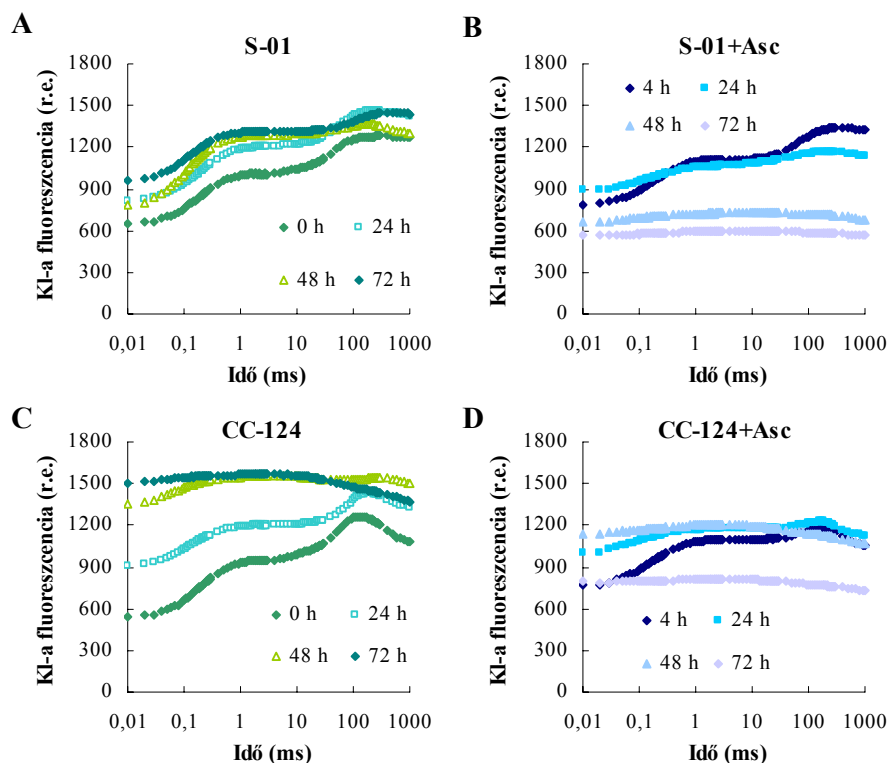 A
S-01
Kl-a fluoreszcencia (r.e.)
1800
1500
1200
900
600
300
0
0 h
24 h
48 h
72 h
0,01 0,1 1 10 100 1000
Idő (ms)
B
S-01+Asc
Kl-a fluoreszcencia (r.e.)
1800
1500
1200
900
600
300
0
4 h
24 h
48 h
72 h
0,01 0,1 1 10 100 1000
Idő (ms)
C
CC-124
Kl-a fluoreszcencia (r.e.)
1800
1500
1200
900
600
300
0
0 h
24 h
48 h
72 h
0,01 0,1 1 10 100 1000
Idő (ms)
D
CC-124+Asc
Kl-a fluoreszcencia (r.e.)
1800
1500
1200
900
600
300
0
4 h
24 h
48 h
72 h
0,01 0,1 1 10 100 1000
Idő (ms)